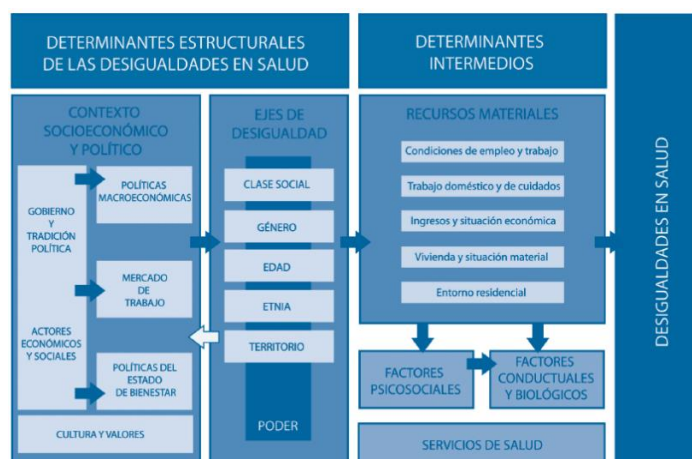 DETERMINANTES ESTRUCTURALES
DE LAS DESIGUALDADES EN SALUD
CONTEXTO
SOCIOECONÓMICO
Y POLÍTICO
GOBIERNO
Y
TRADICIÓN
POLÍTICA
ACTORES
ECONÓMICOS
Y SOCIALES
POLÍTICAS
MACROECONÓMICAS
MERCADO
DE
TRABAJO
POLÍTICAS DEL
ESTADO
DE BIENESTAR
CULTURA Y VALORES
EJES DE
DESIGUALDAD
CLASE SOCIAL
GÉNERO
EDAD
ETNIA
TERRITORIO
PODER
DETERMINANTES
INTERMEDIOS
RECURSOS MATERIALES
Condiciones de empleo y trabajo
Trabajo doméstico y de cuidados
Ingresos y situación económica
Vivienda y situación material
Entorno residencial
FACTORES
PSICOSOCIALES
FACTORES
CONDUCTUALES
Y BIOLÓGICOS
SERVICIOS DE SALUD
DESIGUALDADES EN SALUD